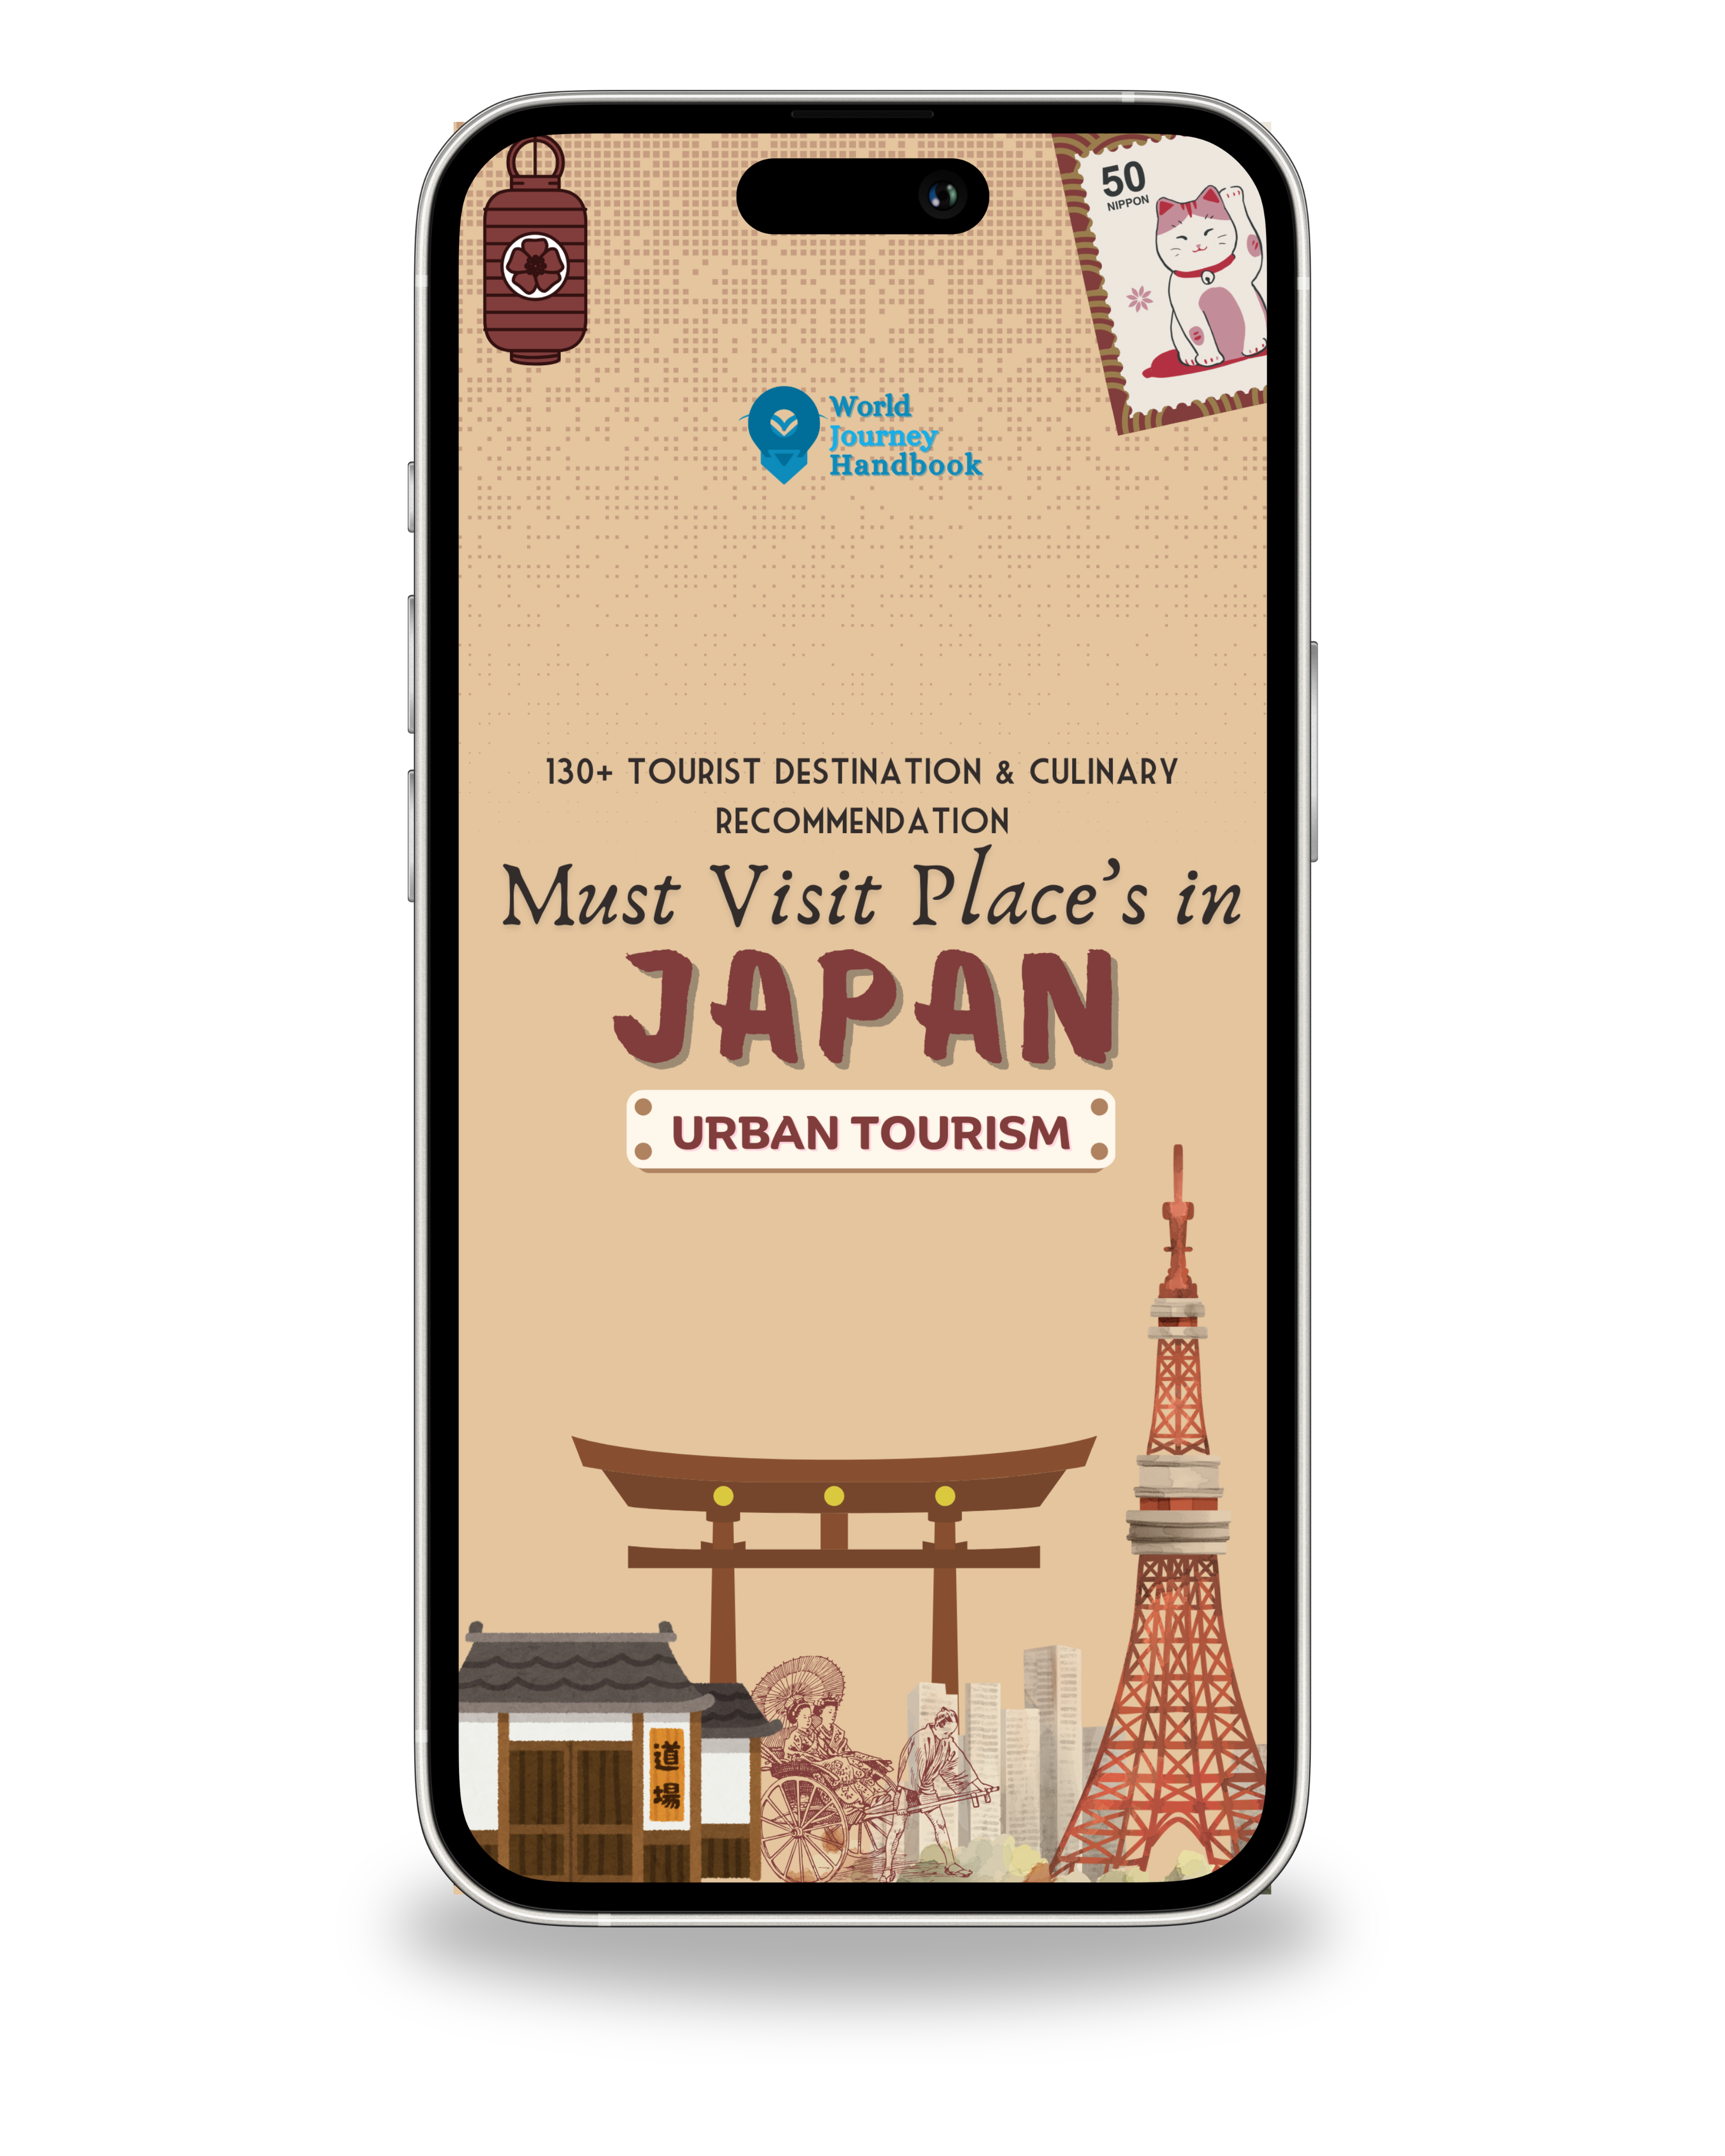 50
NIPPON
World
Journey
Handbook
130+ TOURIST DESTINATION & CULINARY
RECOMMENDATION
Must Visit Place's in
JAPAN
URBAN TOURISM
道場